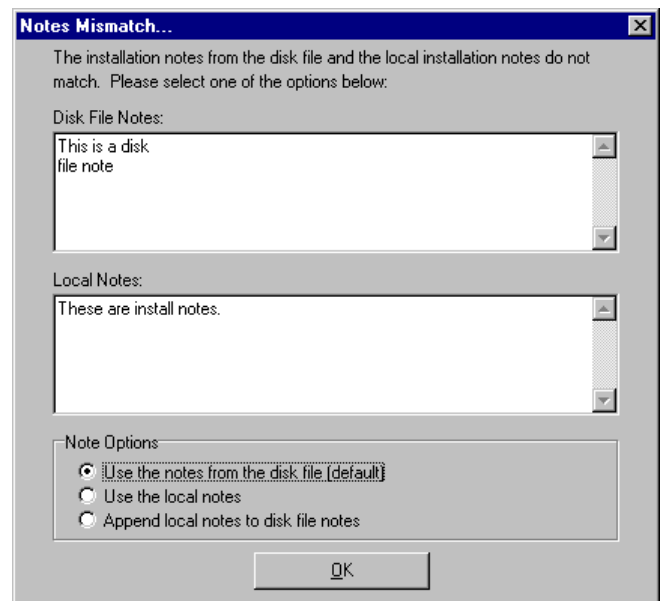 Notes Mismatch...
The installation notes from the disk file and the local installation notes do not
match.  Please select one of the options below:
Disk File Notes:
This is a disk
file note
Local Notes:
These are install notes.
Note Options
Use the notes from the disk file (default)
Use the local notes
Append local notes to disk file notes
OK